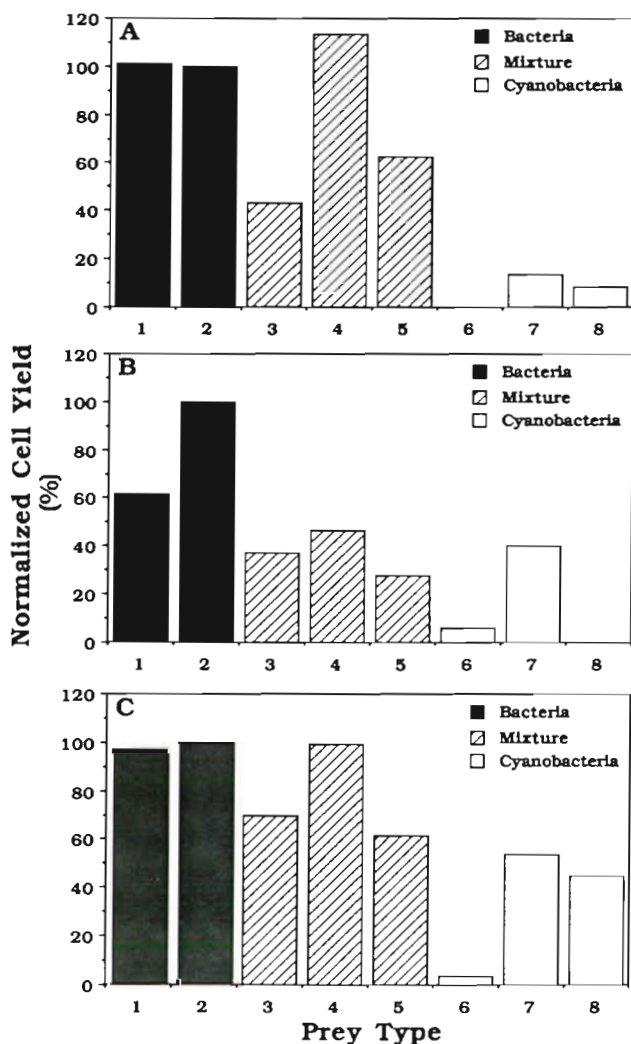 A
Bacteria
Mixture
Cyanobacteria
120
100
80
60
40
20
0
1 2 3 4 5 6 7 8
B
Bacteria
Mixture
Cyanobacteria
120
100
80
60
40
20
0
1 2 3 4 5 6 7 8
C
Bacteria
Mixture
Cyanobacteria
120
100
80
60
40
20
0
1 2 3 4 5 6 7 8
Normalized Cell Yield
(%)
Prey Type